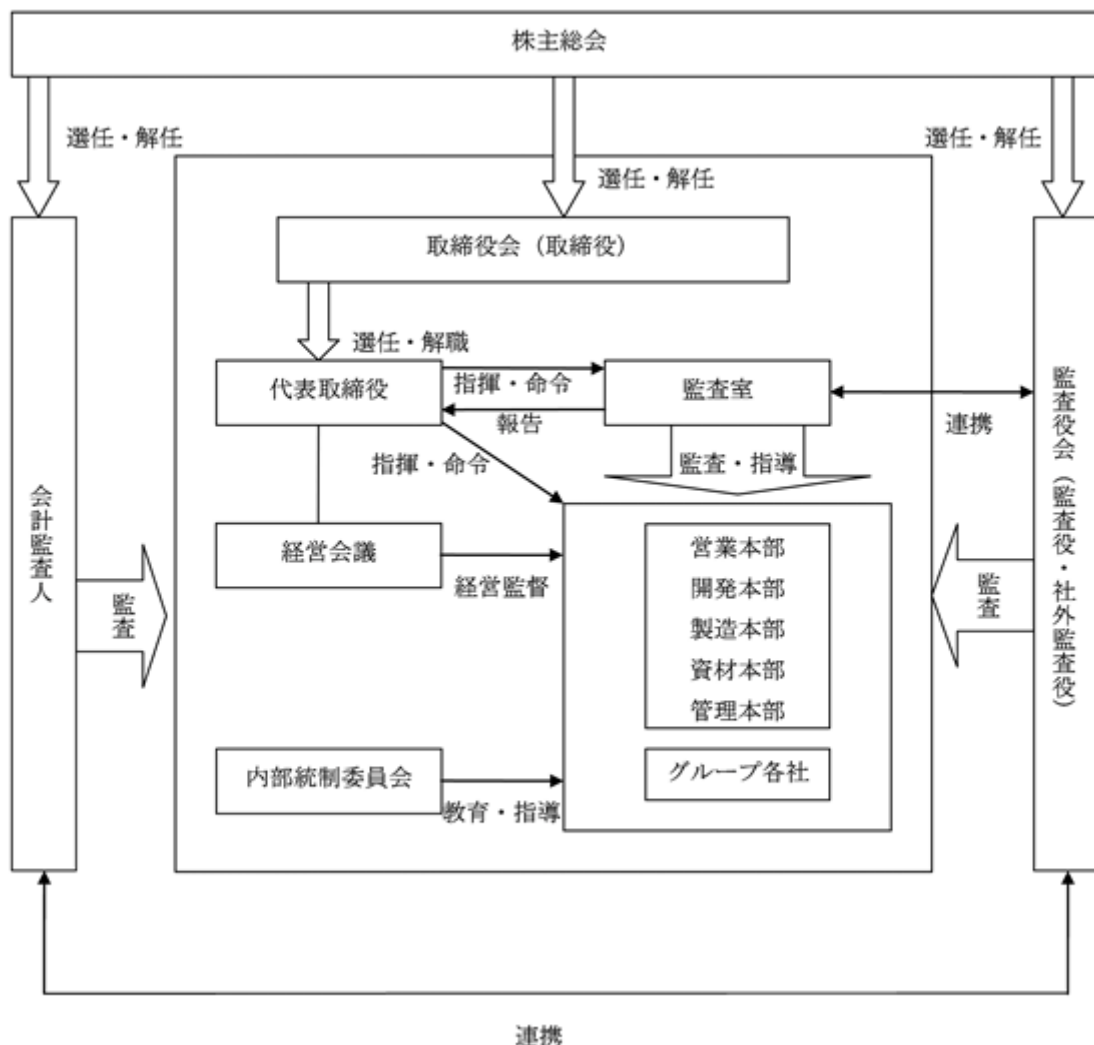 株主総会
選任・解任
選任・解任
選任・解任
取締役会（取締役）
選任・解職
代表取締役
指揮・命令
報告
監査室
連携
指揮・命令
監査・指導
会計監査人
監査
経営会議
経営監督
営業本部
開発本部
製造本部
資材本部
管理本部
監査
監査役会（監査役・社外監査役）
内部統制委員会
教育・指導
グループ各社
連携